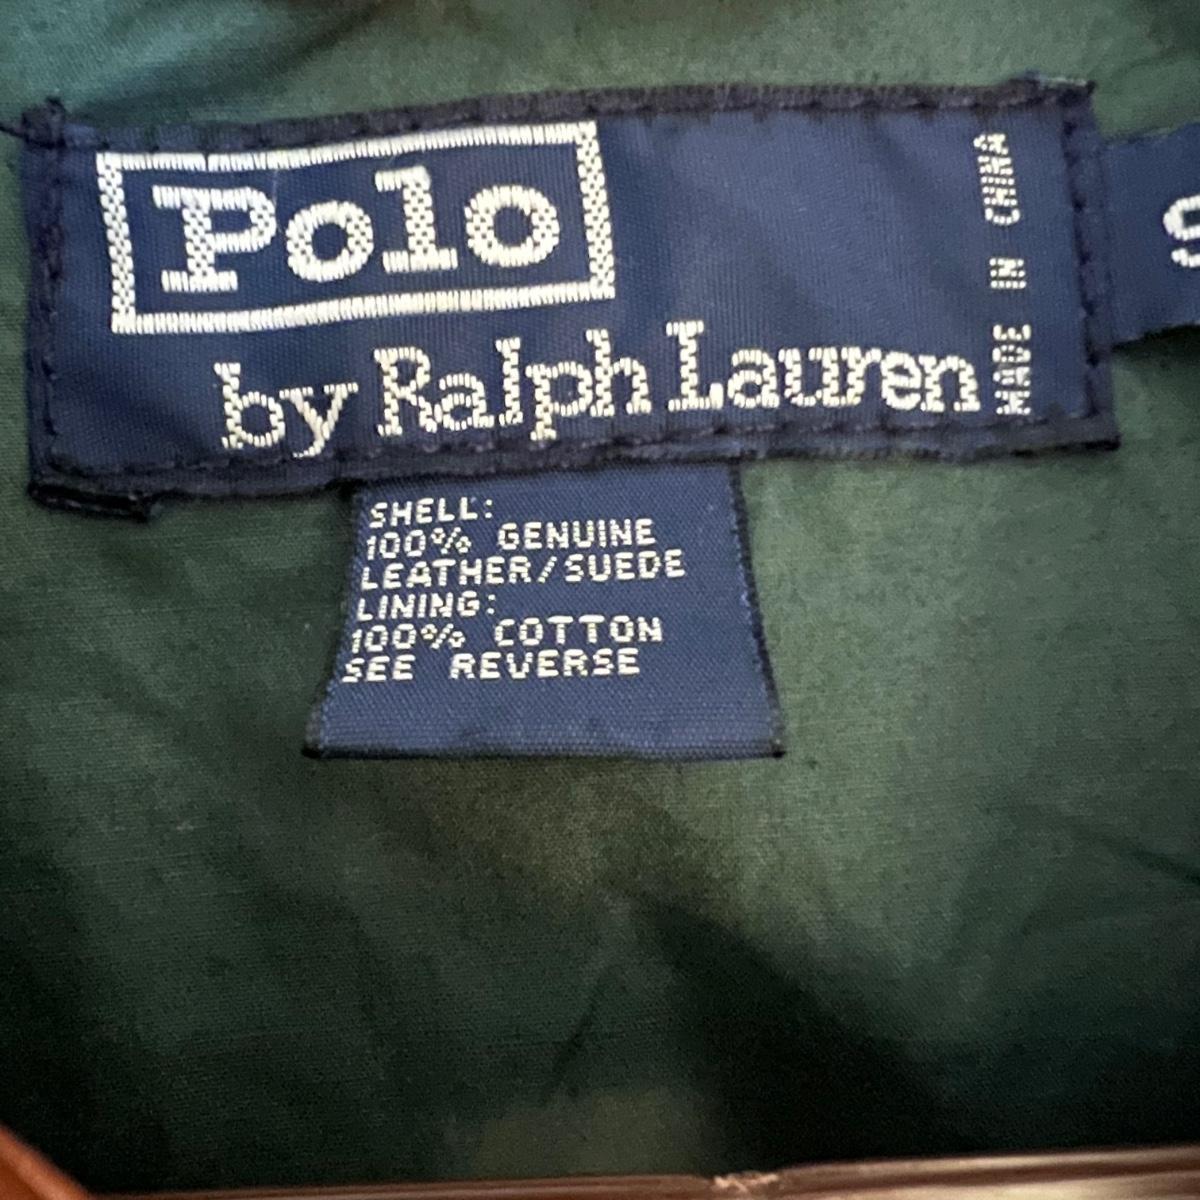 Polo
by Ralph Lauren
MADE IN CHINA
S
SHELL:
100% GENUINE
LEATHER/SUEDE
LINING:
100% COTTON
SEE REVERSE